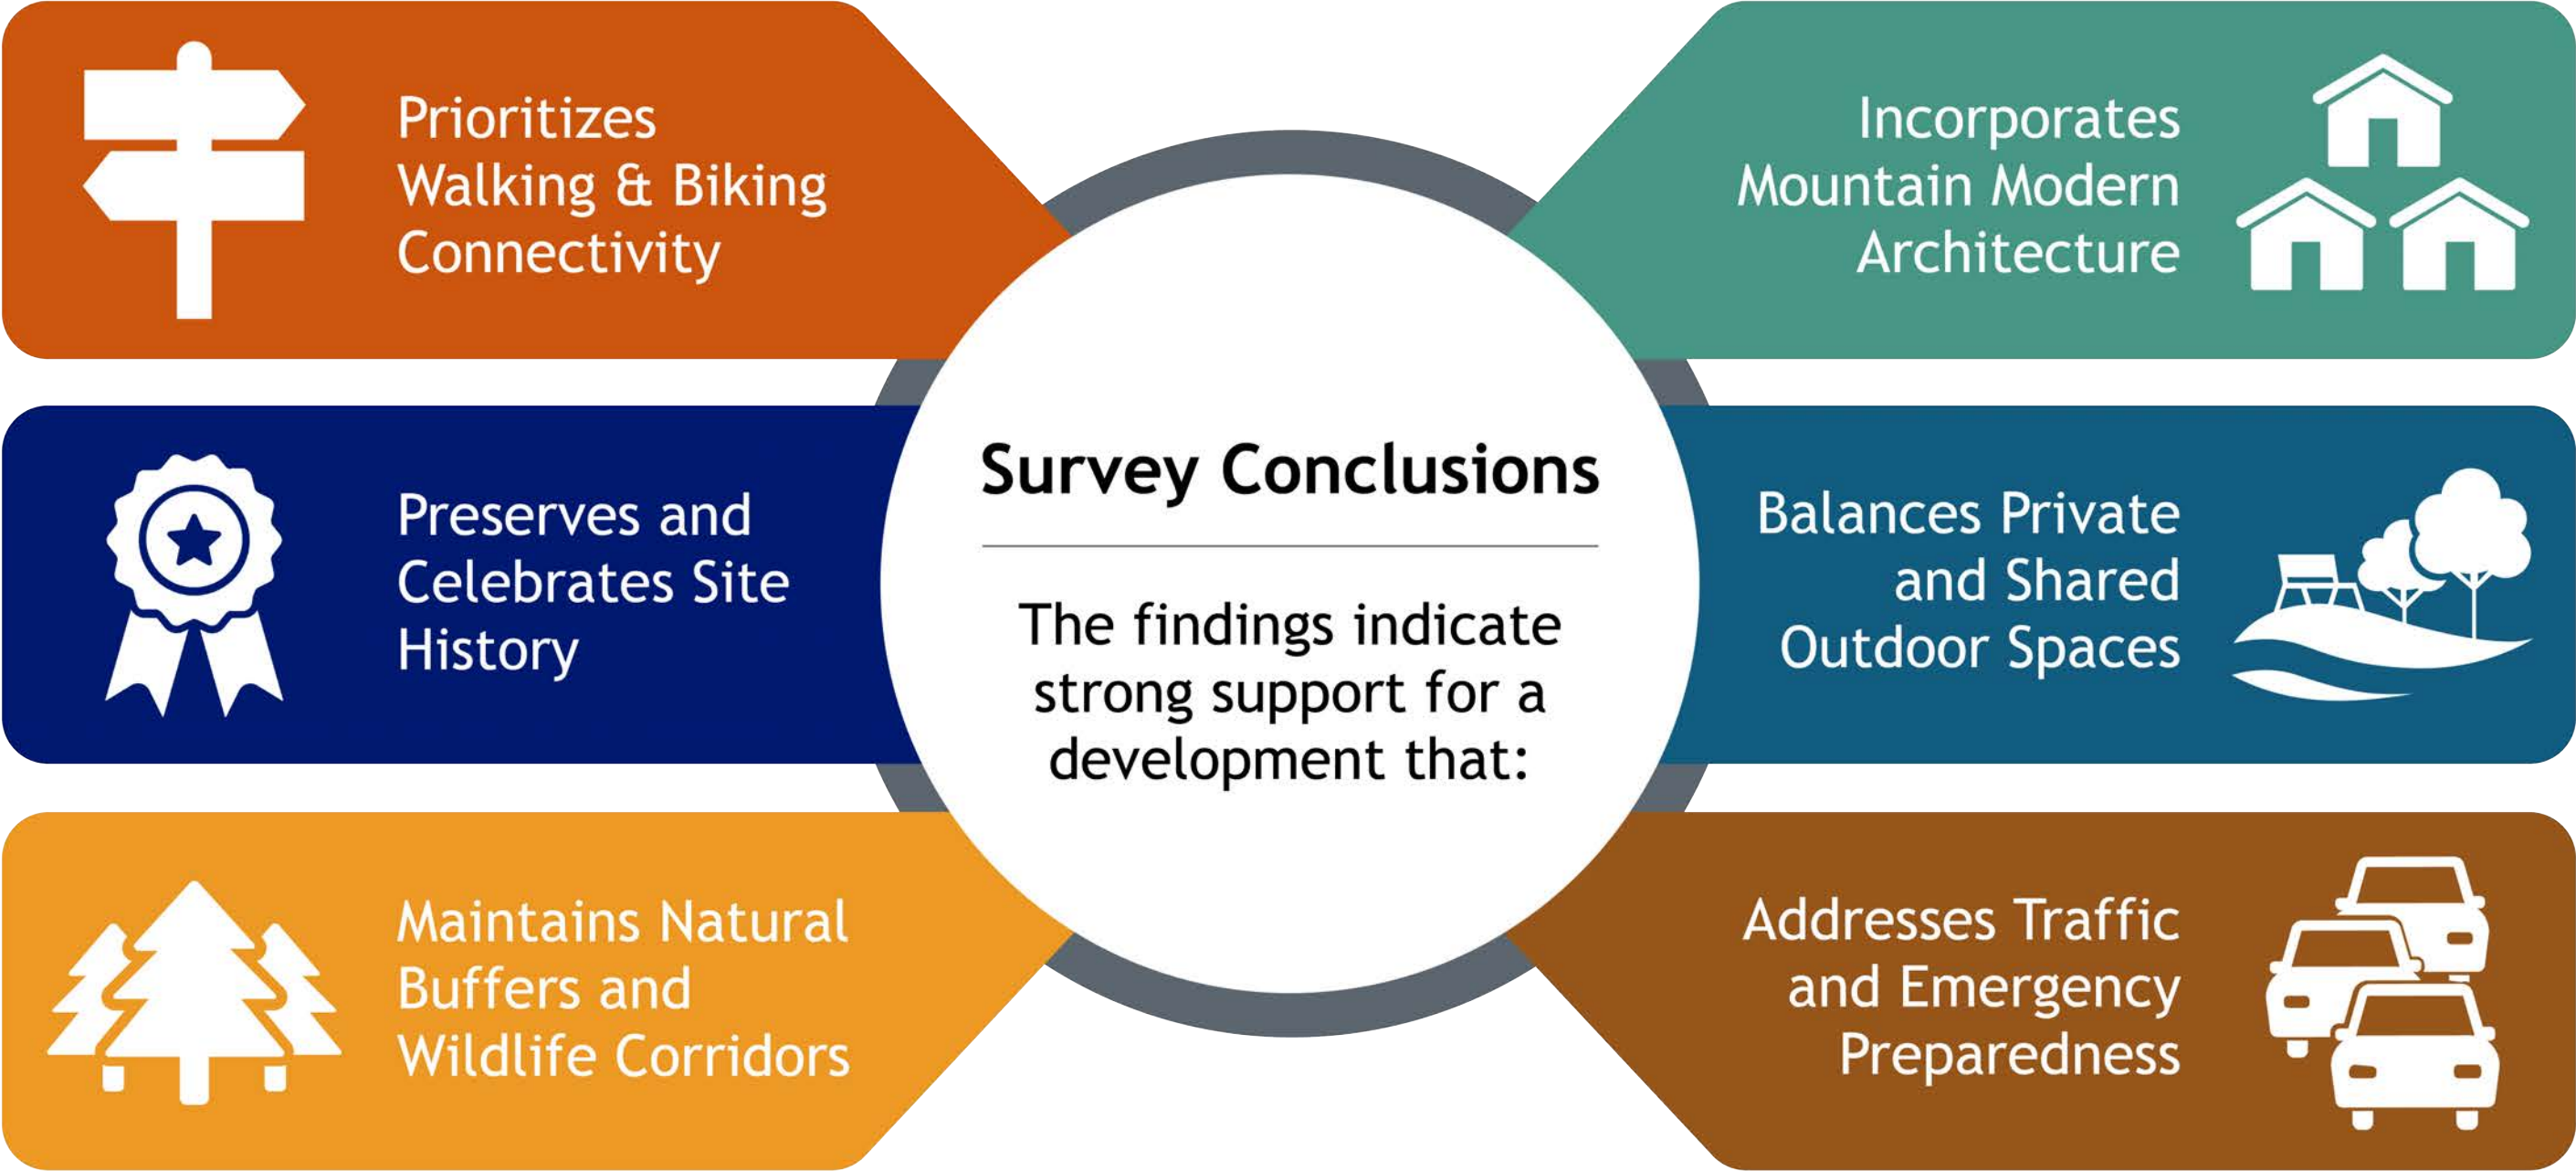 Survey Conclusions
The findings indicate
strong support for a
development that:
Prioritizes
Walking & Biking
Connectivity
Preserves and
Celebrates Site
History
Maintains Natural
Buffers and
Wildlife Corridors
Incorporates
Mountain Modern
Architecture
Balances Private
and Shared
Outdoor Spaces
Addresses Traffic
and Emergency
Preparedness